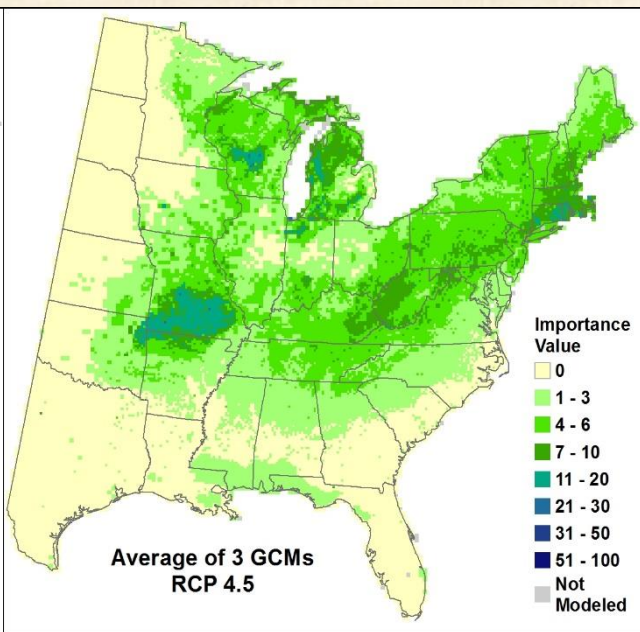 Importance
Value
0
1 - 3
4 - 6
7 - 10
11 - 20
21 - 30
31 - 50
51 - 100
Not
Modeled
Average of 3 GCMs
RCP 4.5